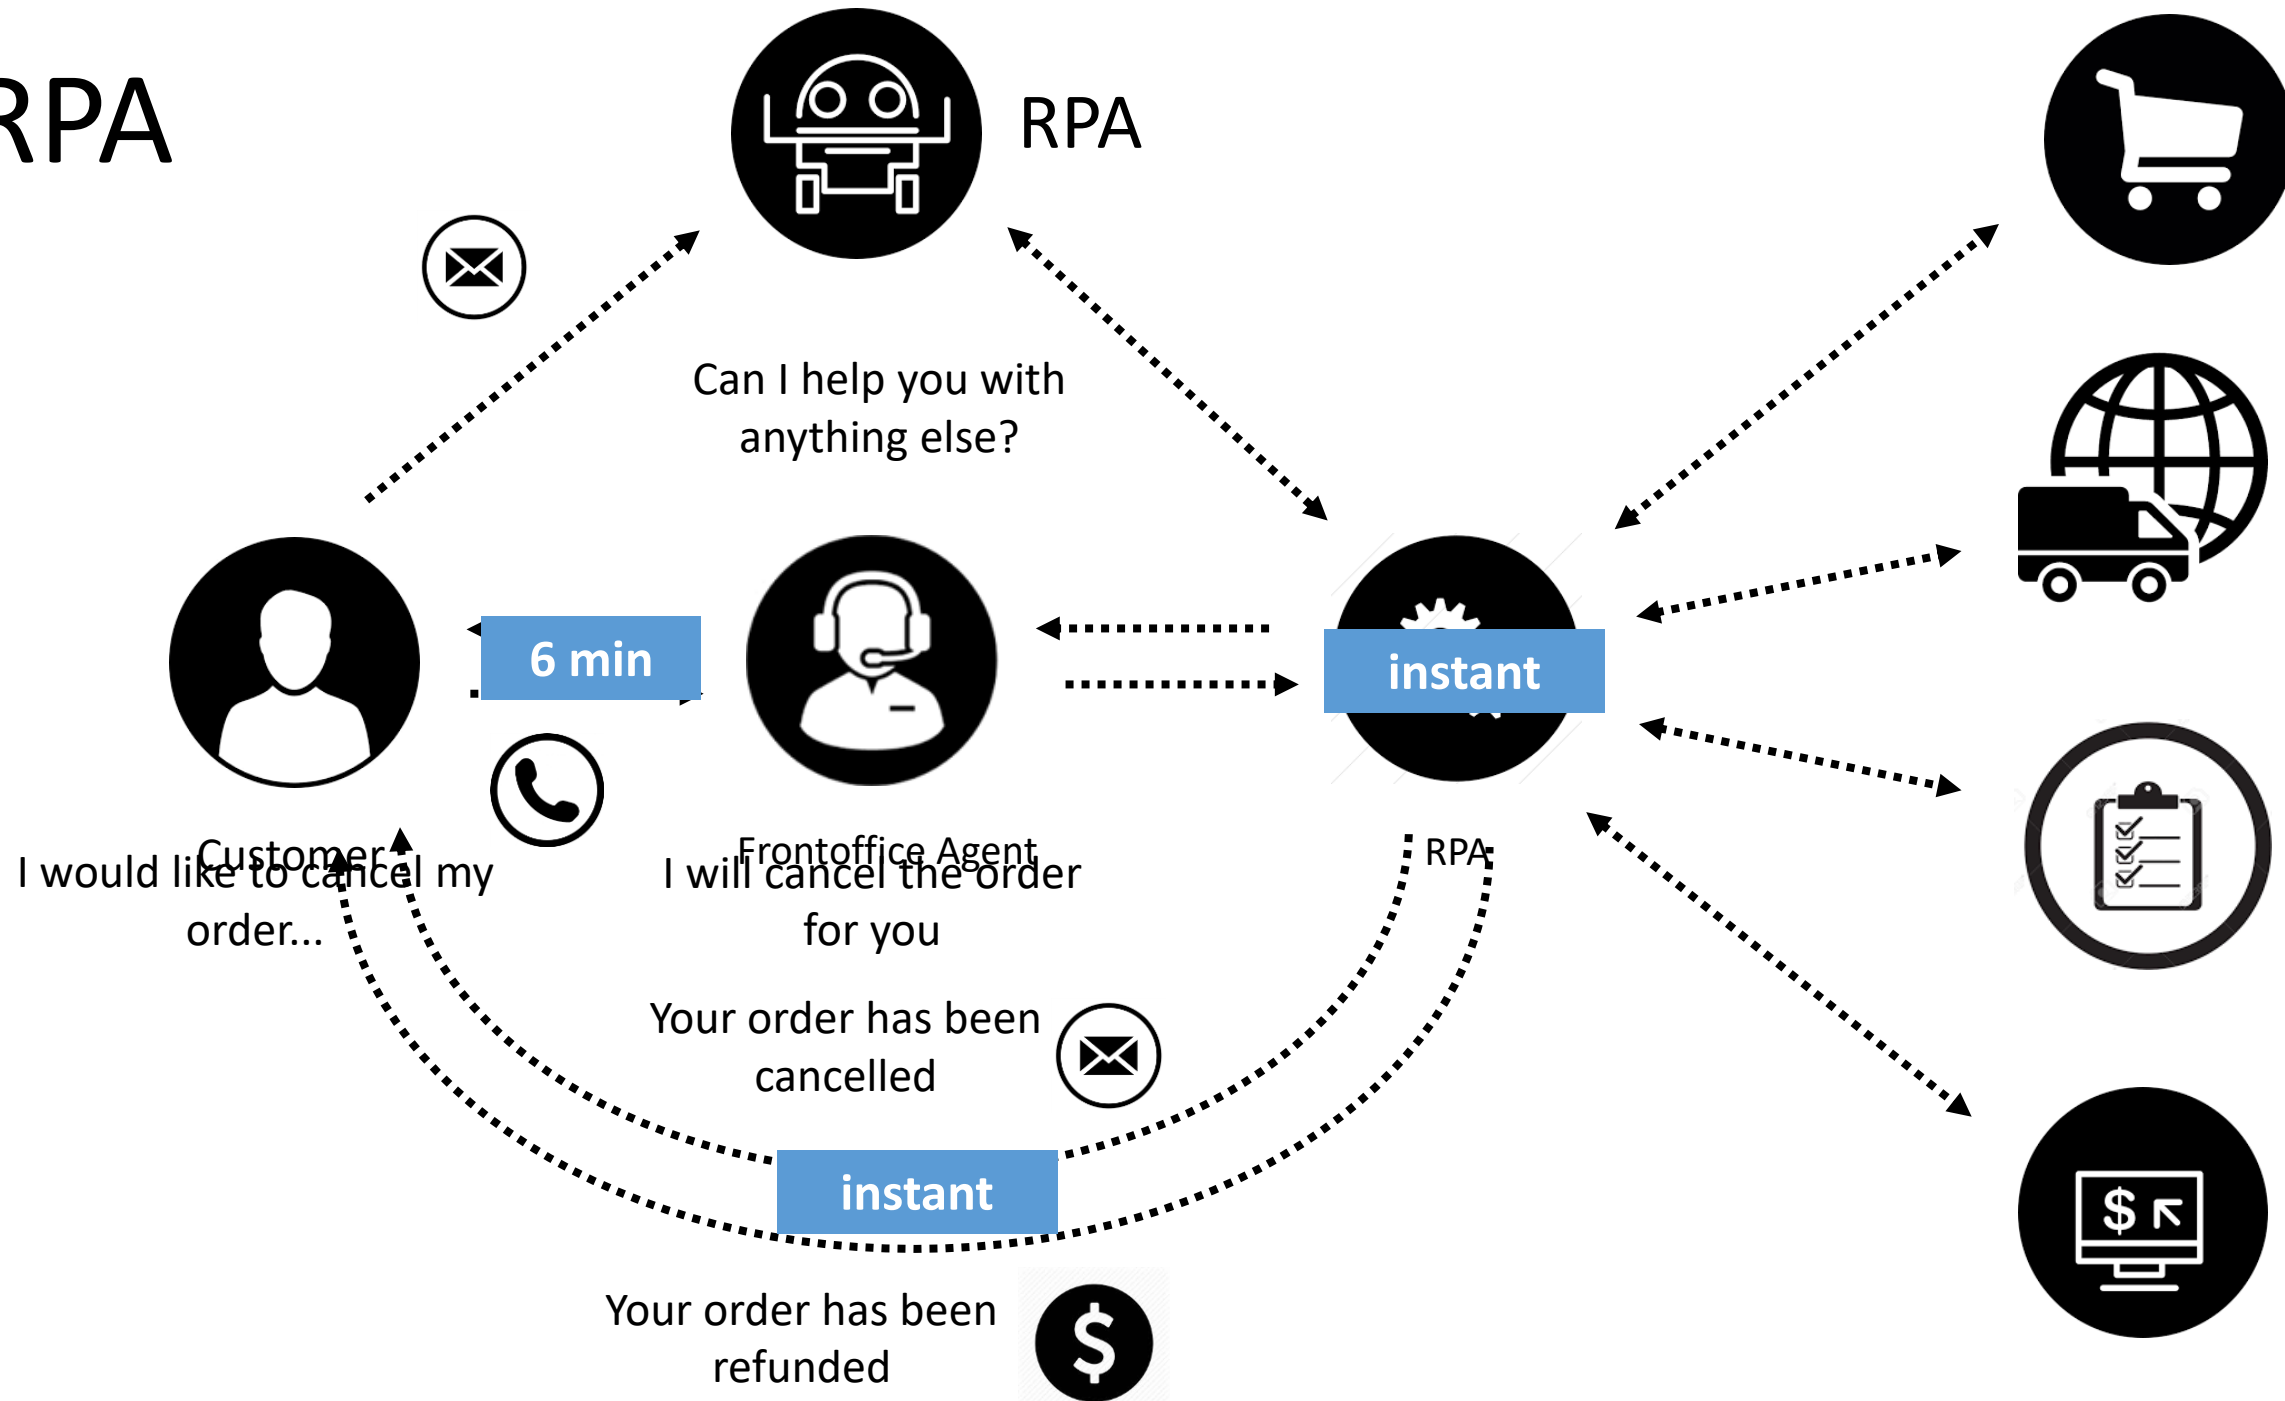 RPA
RPA
Can I help you with
anything else?
6 min
instant
Customer
I would like to cancel my
order...
Frontoffice Agent
I will cancel the order
for you
RPA
Your order has been
cancelled
instant
Your order has been
refunded
$
$